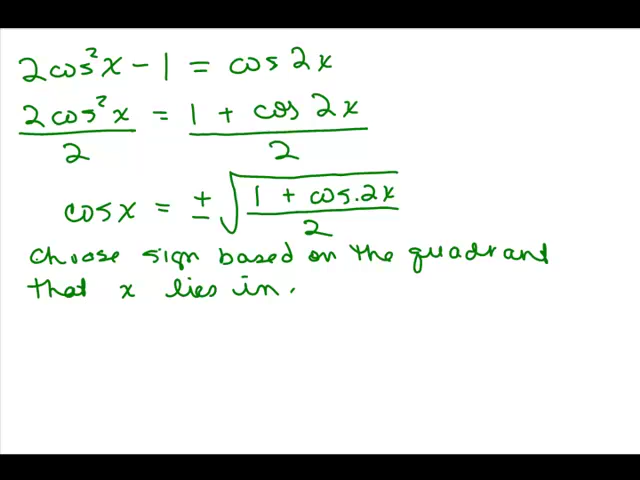 2cos²x - 1 = cos 2x
2cos²x/2 = 1 + cos 2x/2
cosx = ±√(1 + cos.2x/2)
choose sign based on the quadrant
that x lies in.